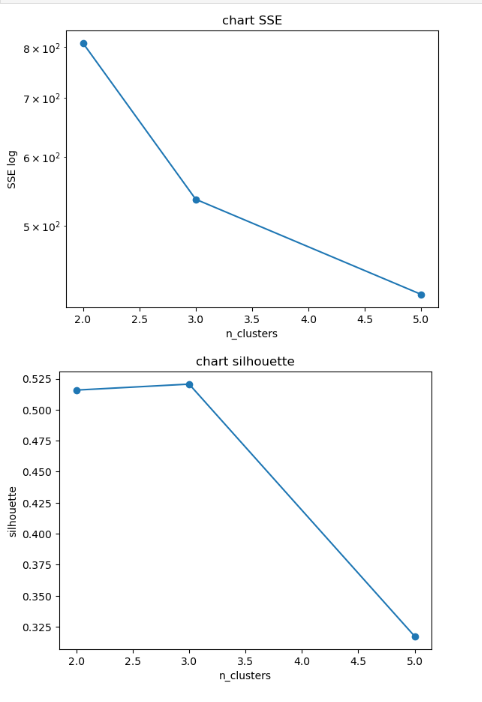 chart SSE
8 × 10²
7 × 10²
6 × 10²
5 × 10²
SSE log
2.0 2.5 3.0 3.5 4.0 4.5 5.0
n_clusters
chart silhouette
0.525
0.500
0.475
0.450
0.425
0.400
0.375
0.350
0.325
silhouette
2.0 2.5 3.0 3.5 4.0 4.5 5.0
n_clusters